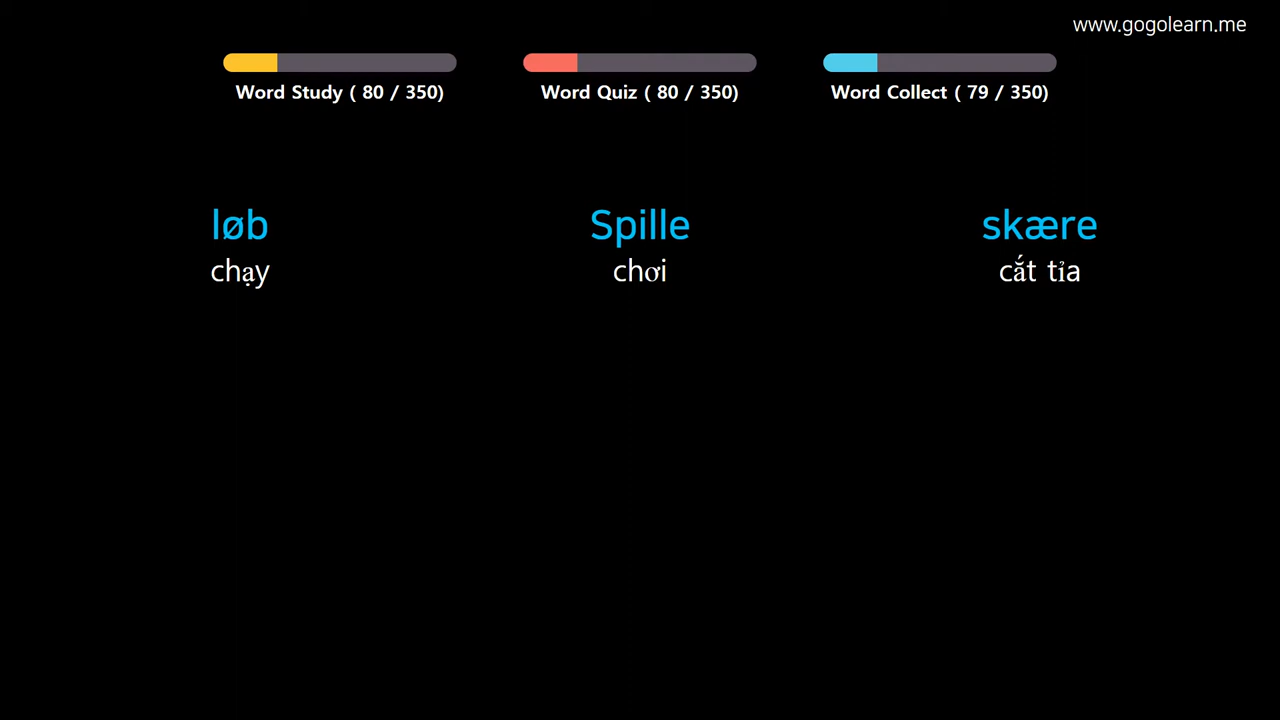 www.gogolearn.me
Word Study ( 80 / 350)
Word Quiz ( 80 / 350)
Word Collect ( 79 / 350)
løb
chạy
Spille
chơi
skære
cắt tỉa